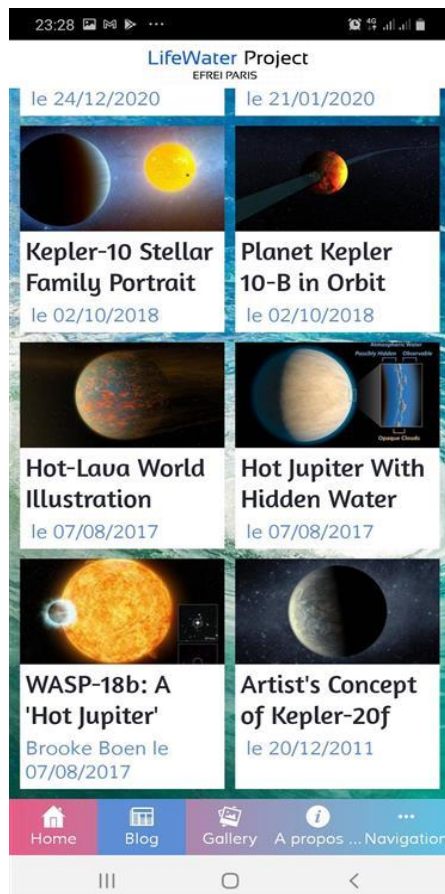 23:28
4G
LifeWater Project
EFREI PARIS
le 24/12/2020
le 21/01/2020
Kepler-10 Stellar
Family Portrait
le 02/10/2018
Planet Kepler
10-B in Orbit
le 02/10/2018
Hot-Lava World
Illustration
le 07/08/2017
Atmospheric Water
Possibly Hidden
Observable
Opaque Clouds
Hot Jupiter With
Hidden Water
le 07/08/2017
WASP-18b: A
'Hot Jupiter'
Brooke Boen le
07/08/2017
Artist's Concept
of Kepler-20f
le 20/12/2011
Home
Blog
Gallery
A propos ...
Navigation